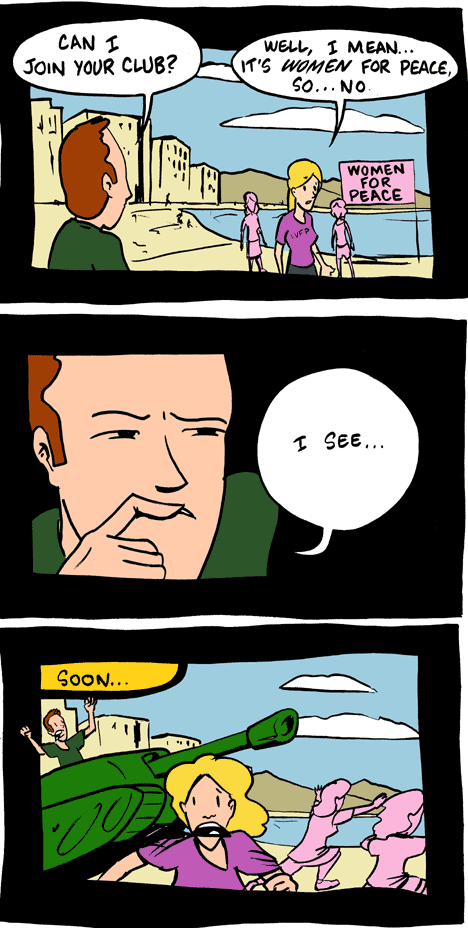 CAN I
JOIN YOUR CLUB?
WELL, I MEAN...
IT'S WOMEN FOR PEACE,
SO...NO.
WOMEN
FOR
PEACE
WFP
I SEE...
SOON...